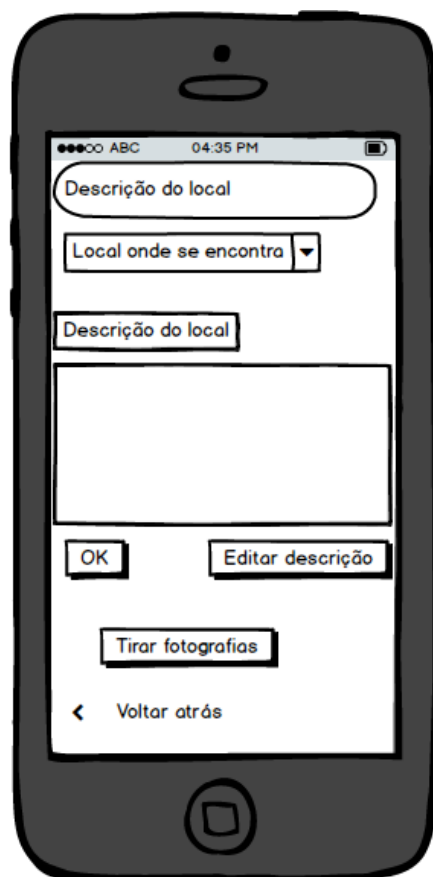 ABC 04:35 PM
Descrição do local
Local onde se encontra
Descrição do local
OK Editar descrição
Tirar fotografias
Voltar atrás